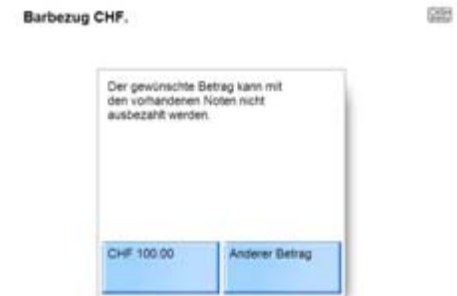 Barbezug CHF.
Der gewünschte Betrag kann mit
den vorhandenen Noten nicht
ausbezahlt werden.
CHF 100.00
Anderer Betrag